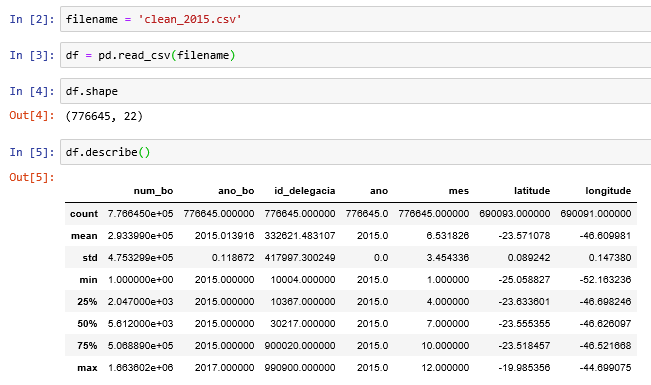 In [2]: filename = 'clean_2015.csv'
In [3]: df = pd.read_csv(filename)
In [4]: df.shape
Out[4]: (776645, 22)
In [5]: df.describe()
Out[5]:
num_bo ano_bo id_delegacia ano mes latitude longitude
count 7.766450e+05 776645.000000 776645.000000 776645.0 776645.000000 690093.000000 690091.000000
mean 2.933990e+05 2015.013916 332621.483107 2015.0 6.531826 -23.571078 -46.609981
std 4.753299e+05 0.118672 417997.300249 0.0 3.454336 0.089242 0.147380
min 1.000000e+00 2015.000000 10004.000000 2015.0 1.000000 -25.058827 -52.163236
25% 2.047000e+03 2015.000000 10367.000000 2015.0 4.000000 -23.633601 -46.698246
50% 5.612000e+03 2015.000000 30217.000000 2015.0 7.000000 -23.555355 -46.626097
75% 5.068890e+05 2015.000000 900020.000000 2015.0 10.000000 -23.518457 -46.521668
max 1.663602e+06 2017.000000 990900.000000 2015.0 12.000000 -19.985356 -44.699075